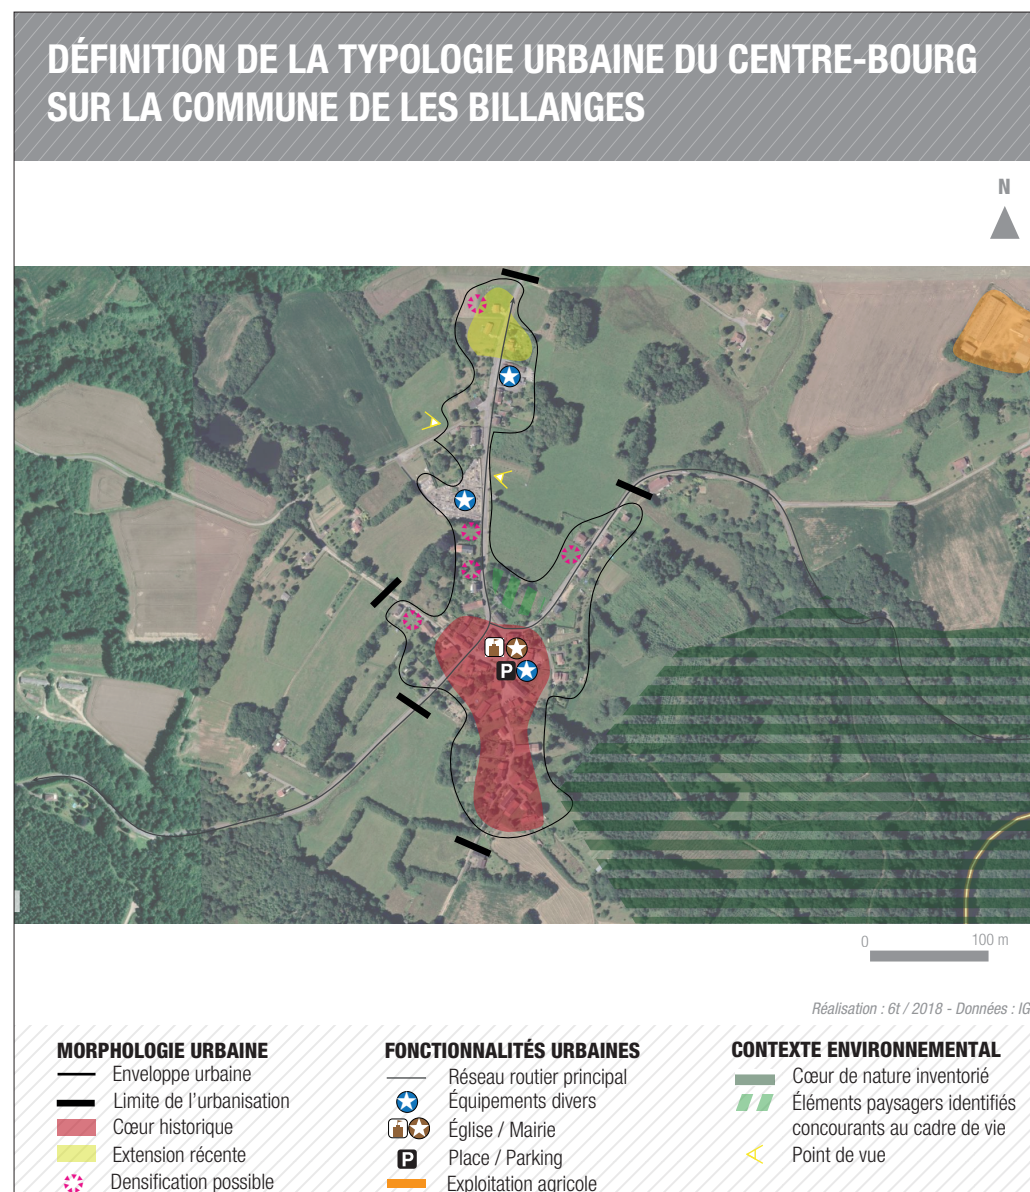 DÉFINITION DE LA TYPOLOGIE URBAINE DU CENTRE-BOURG
SUR LA COMMUNE DE LES BILLANGES
N
P
0 100 m
Réalisation : 6t / 2018 - Données : IG
MORPHOLOGIE URBAINE
Enveloppe urbaine
Limite de l'urbanisation
Cœur historique
Extension récente
Densification possible
FONCTIONNALITÉS URBAINES
Réseau routier principal
Équipements divers
Église / Mairie
P Place / Parking
Exploitation agricole
CONTEXTE ENVIRONNEMENTAL
Cœur de nature inventorié
Éléments paysagers identifiés
concourants au cadre de vie
Point de vue